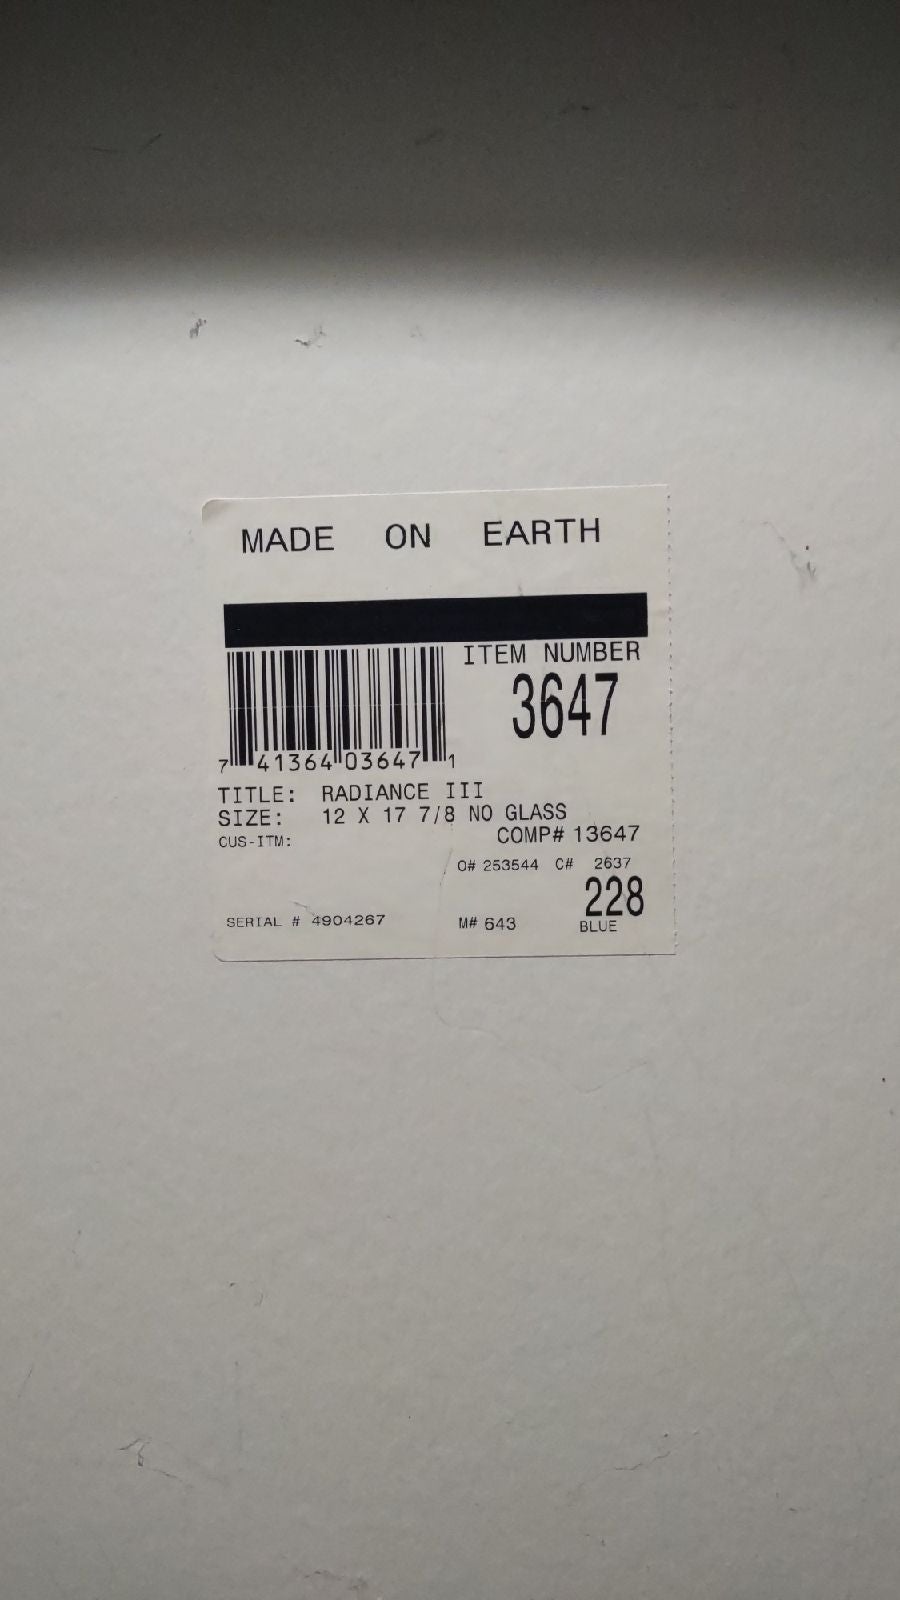 MADE ON EARTH
ITEM NUMBER
3647
7 41364 03647 1
TITLE: RADIANCE III
SIZE: 12 X 17 7/8 NO GLASS
CUS-ITM: COMP# 13647
O# 253544 C# 2637
228
SERIAL # 4904267 M# 643 BLUE